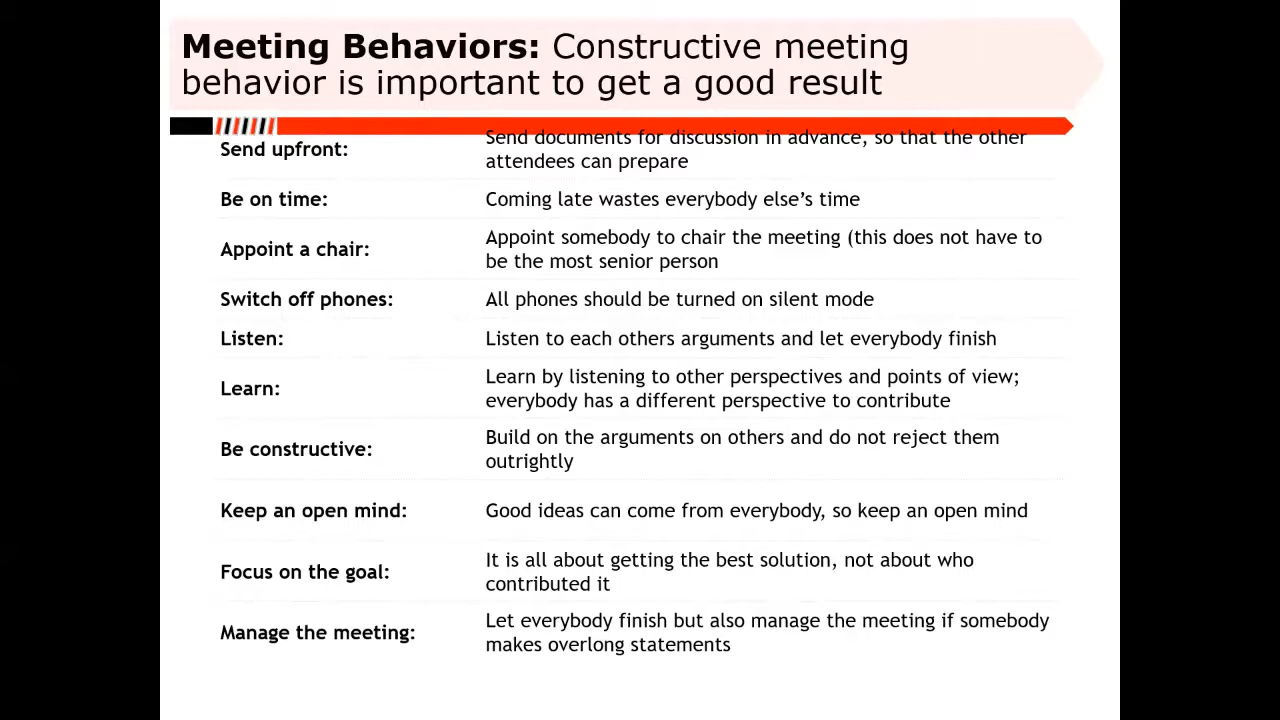 Meeting Behaviors: Constructive meeting
behavior is important to get a good result
Send upfront:
Send documents for discussion in advance, so that the other
attendees can prepare
Be on time:
Coming late wastes everybody else’s time
Appoint a chair:
Appoint somebody to chair the meeting (this does not have to
be the most senior person
Switch off phones:
All phones should be turned on silent mode
Listen:
Listen to each others arguments and let everybody finish
Learn:
Learn by listening to other perspectives and points of view;
everybody has a different perspective to contribute
Be constructive:
Build on the arguments on others and do not reject them
outrightly
Keep an open mind:
Good ideas can come from everybody, so keep an open mind
Focus on the goal:
It is all about getting the best solution, not about who
contributed it
Manage the meeting:
Let everybody finish but also manage the meeting if somebody
makes overlong statements